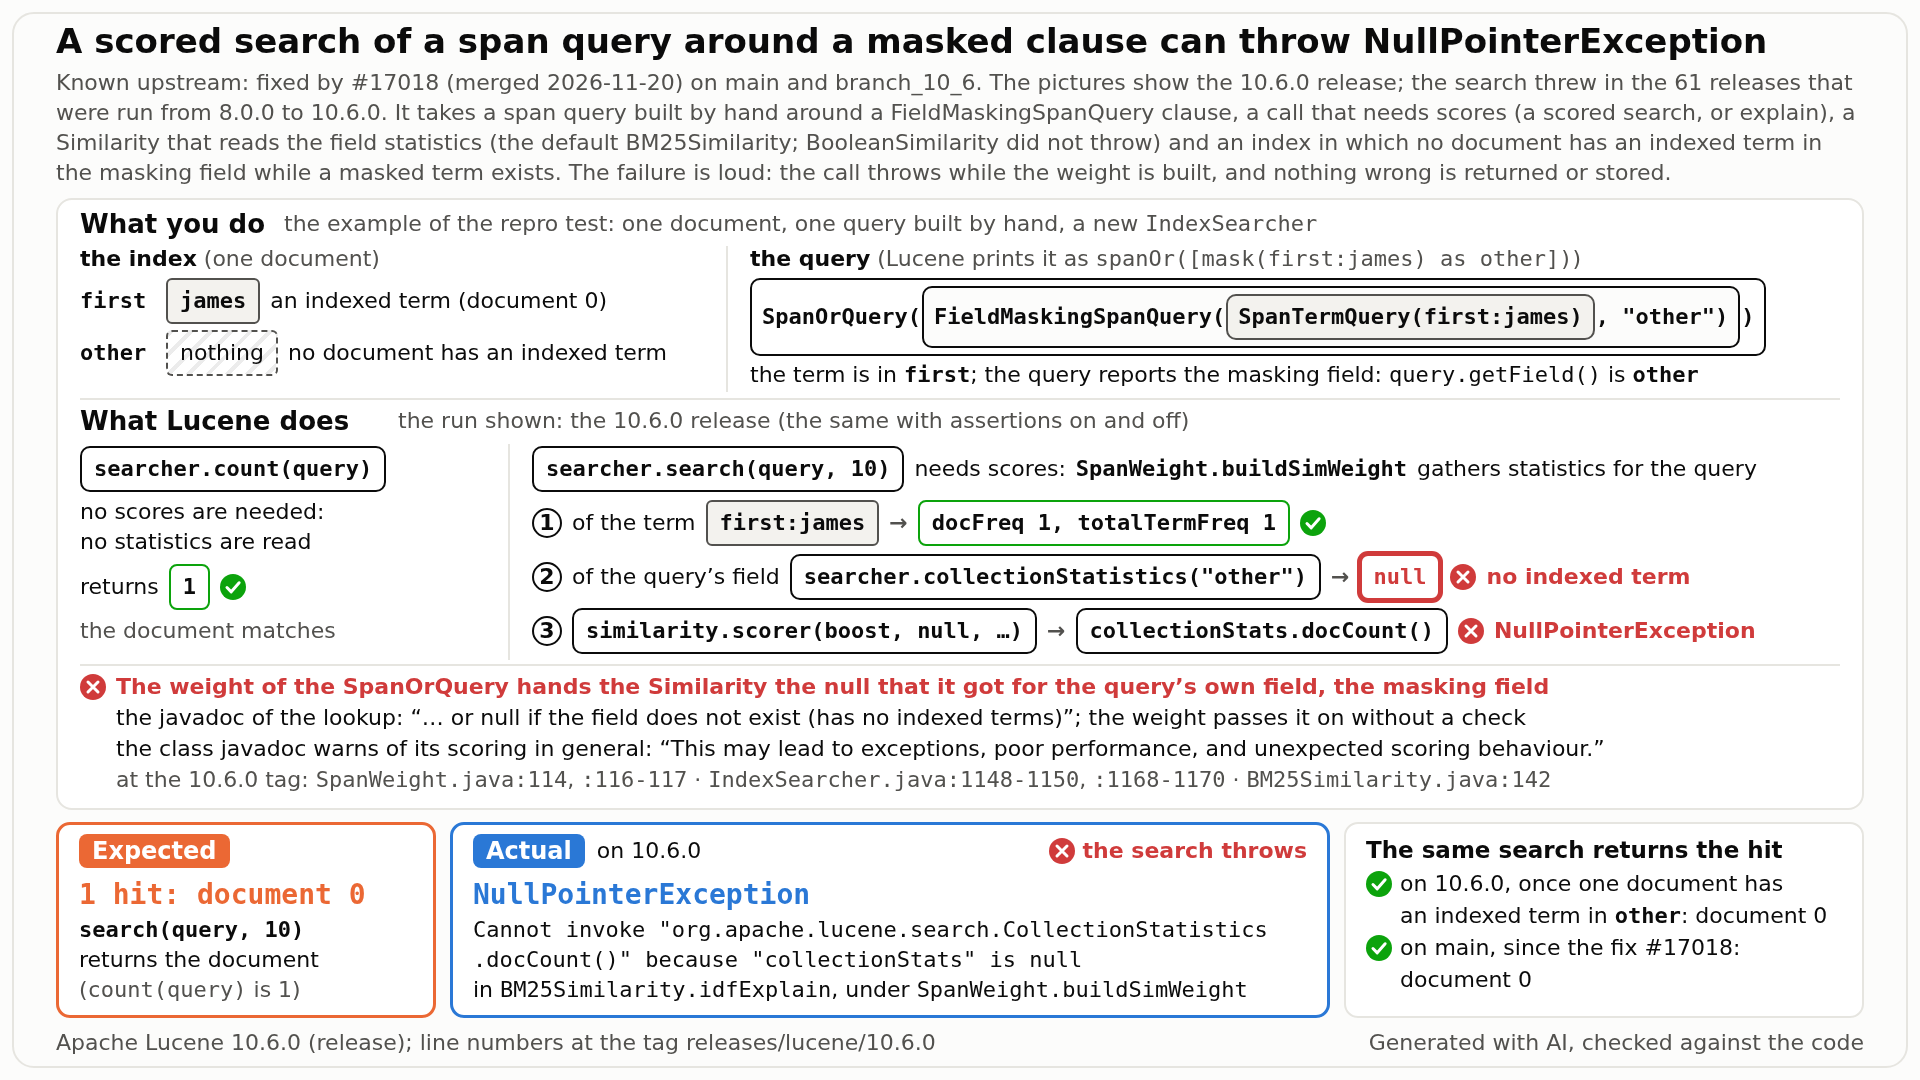 A scored search of a span query around a masked clause can throw NullPointerException
Known upstream: fixed by #17018 (merged 2026-11-20) on main and branch_10_6. The pictures show the 10.6.0 release; the search threw in the 61 releases that
were run from 8.0.0 to 10.6.0. It takes a span query built by hand around a FieldMaskingSpanQuery clause, a call that needs scores (a scored search, or explain), a
Similarity that reads the field statistics (the default BM25Similarity; BooleanSimilarity did not throw) and an index in which no document has an indexed term in
the masking field while a masked term exists. The failure is loud: the call throws while the weight is built, and nothing wrong is returned or stored.
What you do the example of the repro test: one document, one query built by hand, a new IndexSearcher
the index (one document)
first james an indexed term (document 0)
other nothing no document has an indexed term
the query (Lucene prints it as spanOr([mask(first:james) as other]))
SpanOrQuery( FieldMaskingSpanQuery( SpanTermQuery(first:james) , "other") )
the term is in first; the query reports the masking field: query.getField() is other
What Lucene does the run shown: the 10.6.0 release (the same with assertions on and off)
searcher.count(query)
no scores are needed:
no statistics are read
returns 1
the document matches
searcher.search(query, 10) needs scores: SpanWeight.buildSimWeight gathers statistics for the query
1 of the term first:james → docFreq 1, totalTermFreq 1
2 of the query’s field searcher.collectionStatistics("other") → null no indexed term
3 similarity.scorer(boost, null, …) → collectionStats.docCount() NullPointerException
The weight of the SpanOrQuery hands the Similarity the null that it got for the query’s own field, the masking field
the javadoc of the lookup: “… or null if the field does not exist (has no indexed terms)”; the weight passes it on without a check
the class javadoc warns of its scoring in general: “This may lead to exceptions, poor performance, and unexpected scoring behaviour.”
at the 10.6.0 tag: SpanWeight.java:114, :116-117 · IndexSearcher.java:1148-1150, :1168-1170 · BM25Similarity.java:142
Expected
1 hit: document 0
search(query, 10)
returns the document
(count(query) is 1)
Actual on 10.6.0 the search throws
NullPointerException
Cannot invoke "org.apache.lucene.search.CollectionStatistics
.docCount()" because "collectionStats" is null
in BM25Similarity.idfExplain, under SpanWeight.buildSimWeight
The same search returns the hit
on 10.6.0, once one document has
an indexed term in other: document 0
on main, since the fix #17018:
document 0
Apache Lucene 10.6.0 (release); line numbers at the tag releases/lucene/10.6.0
Generated with AI, checked against the code